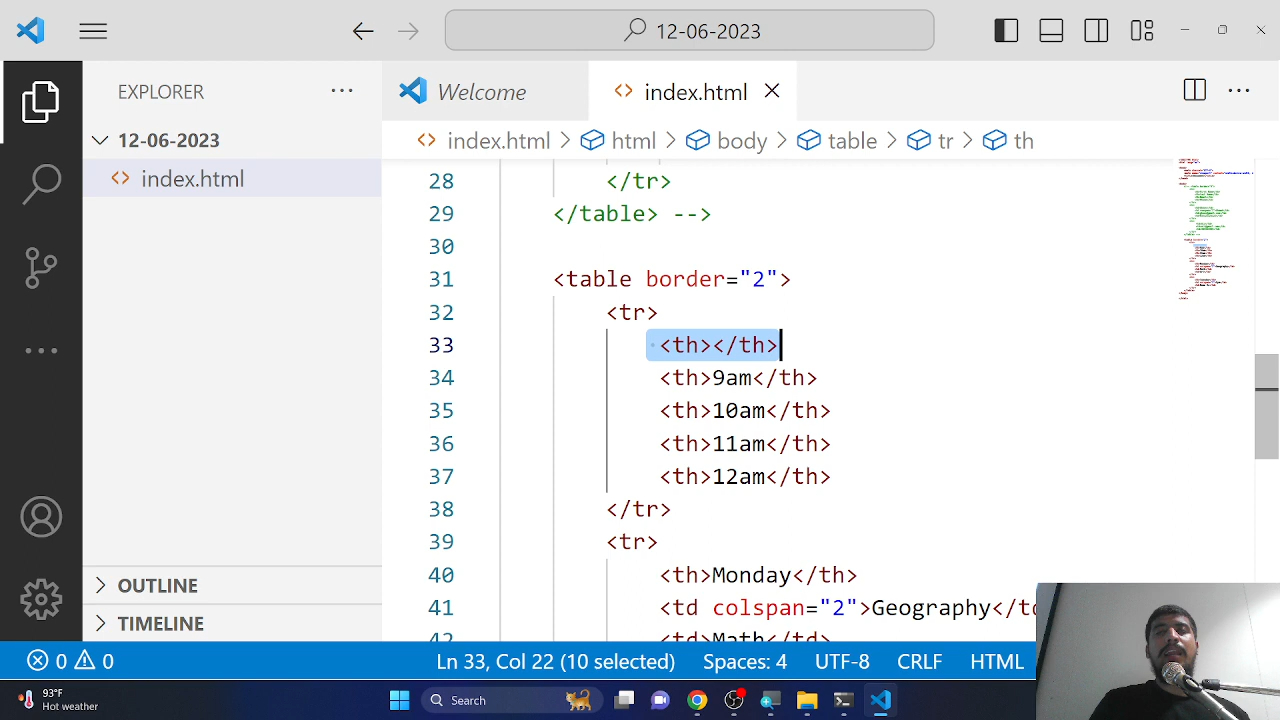 12-06-2023
EXPLORER
Welcome
index.html
12-06-2023
index.html > html > body > table > tr > th
index.html
28 </tr>
29 </table> -->
30
31 <table border="2">
32 <tr>
33 <th></th>
34 <th>9am</th>
35 <th>10am</th>
36 <th>11am</th>
37 <th>12am</th>
38 </tr>
39 <tr>
40 <th>Monday</th>
41 <td colspan="2">Geography</td
42 <td>Math</td>
OUTLINE
TIMELINE
0 0 Ln 33, Col 22 (10 selected) Spaces: 4 UTF-8 CRLF HTML
93°F
Hot weather
Search